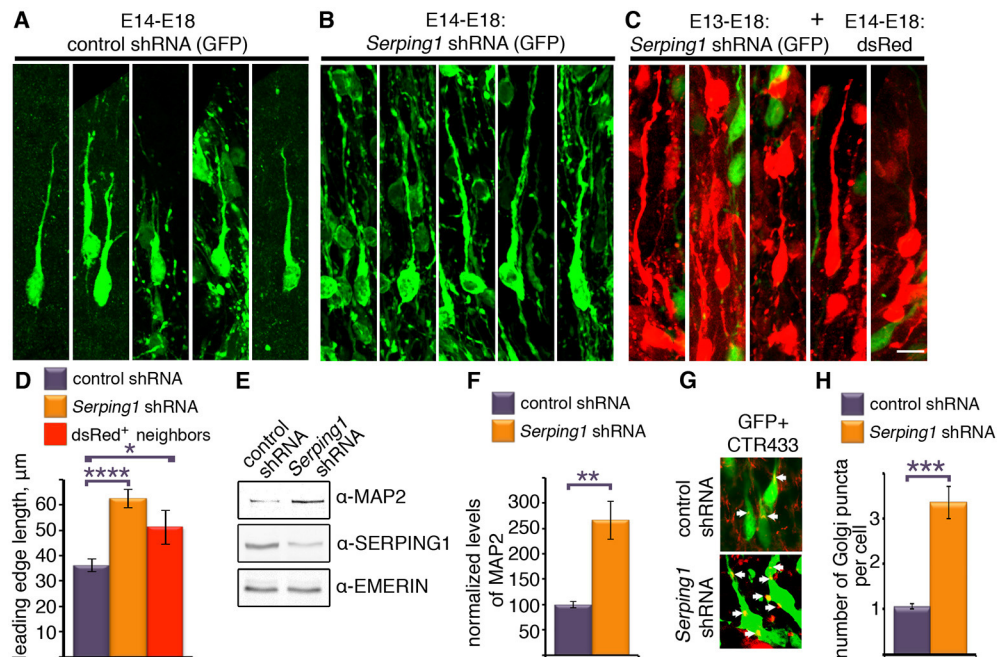 A
E14-E18
control shRNA (GFP)
B
E14-E18:
Serping1 shRNA (GFP)
C
E13-E18: + E14-E18:
Serping1 shRNA (GFP) dsRed
D
control shRNA
Serping1 shRNA
dsRed+ neighbors
*
****
leading edge length, µm
60
50
40
30
20
10
E
control shRNA
Serping1 shRNA
α-MAP2
α-SERPING1
α-EMERIN
F
control shRNA
Serping1 shRNA
**
normalized levels
of MAP2
350
300
250
200
150
100
50
G
GFP+
CTR433
control
shRNA
Serping1
shRNA
H
control shRNA
Serping1 shRNA
***
number of Golgi puncta
per cell
3
2
1